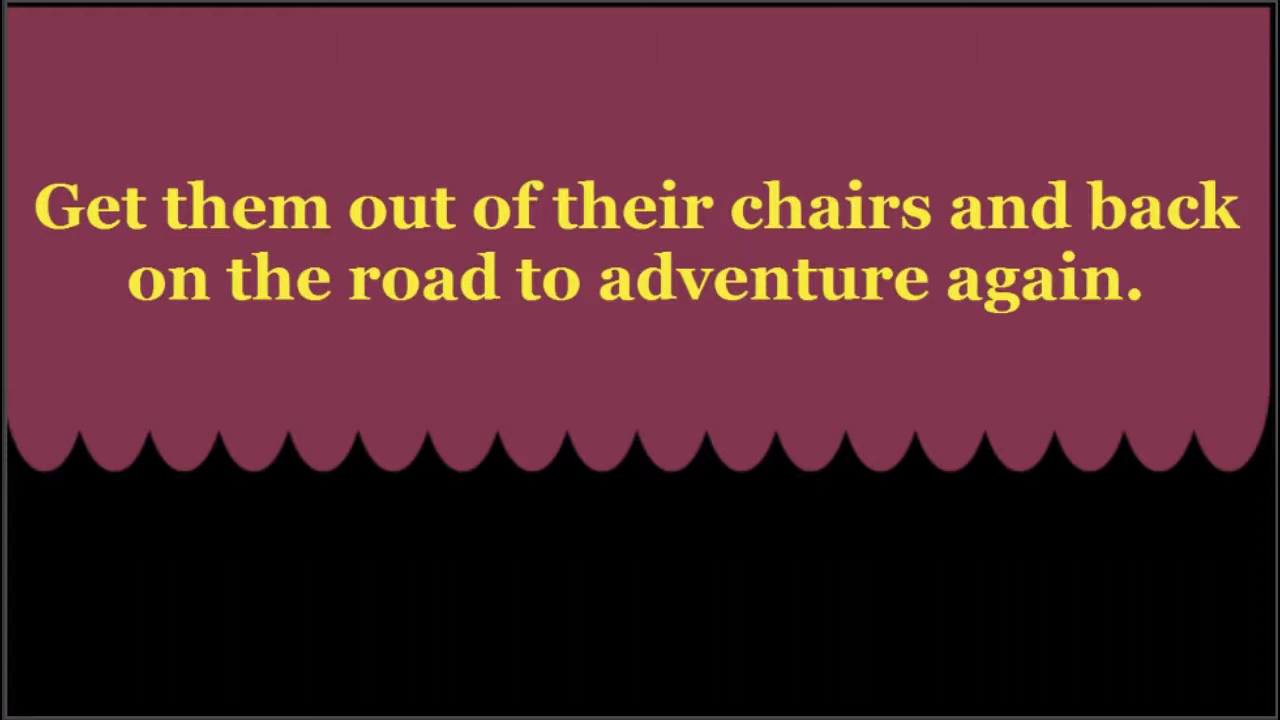 Get them out of their chairs and back
on the road to adventure again.